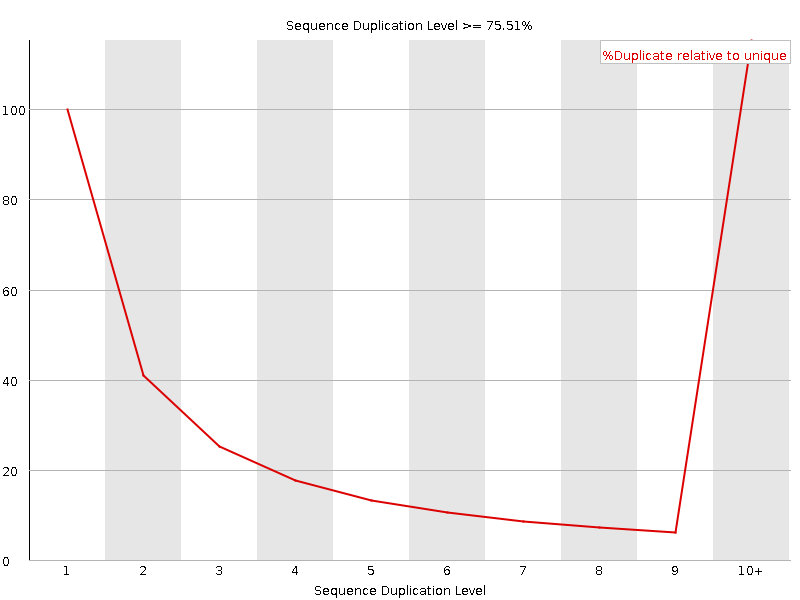 Sequence Duplication Level >= 75.51%
%Duplicate relative to unique
100
80
60
40
20
0
1 2 3 4 5 6 7 8 9 10+
Sequence Duplication Level